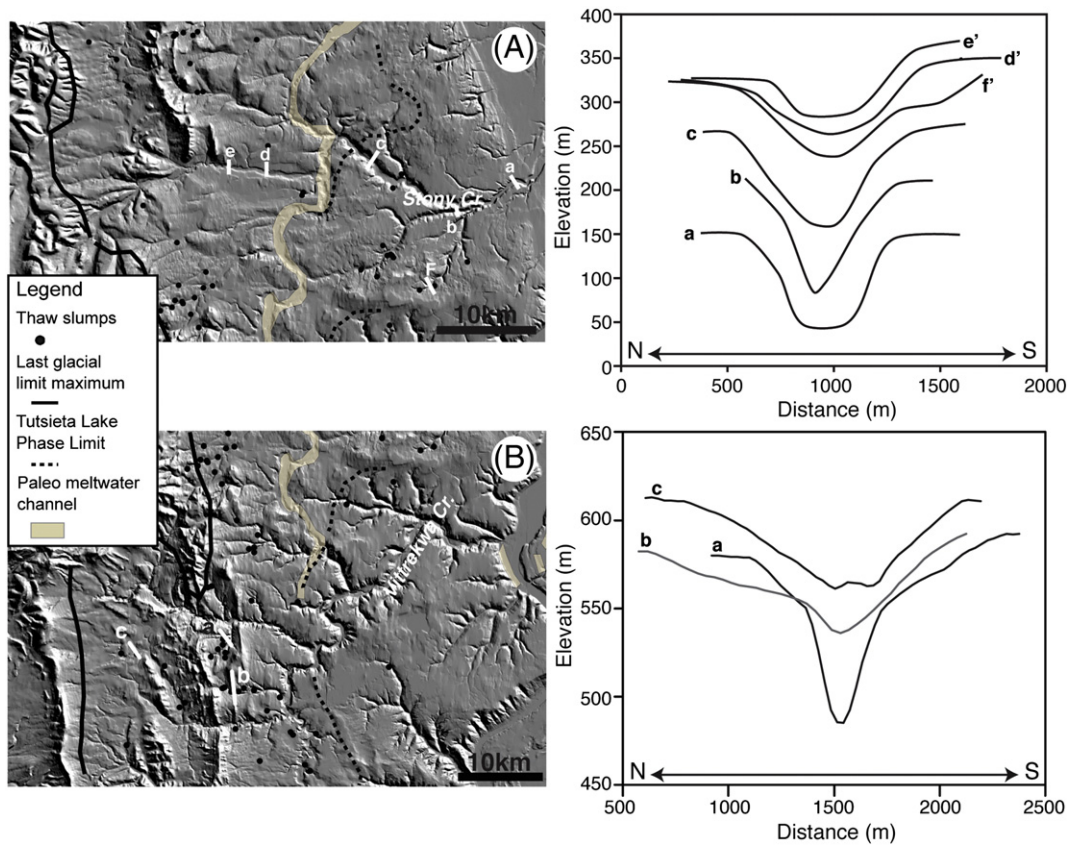 (A)
e
d
c
a
Stony Cr.
b
F
10km
Legend
Thaw slumps
Last glacial
limit maximum
Tutsieta Lake
Phase Limit
Paleo meltwater
channel
(B)
Vittrekwa Cr.
c
a
b
10km
400
350
300
250
200
150
100
50
0
Elevation (m)
e'
d'
f'
c
b
a
N
S
0
500
1000
1500
2000
Distance (m)
650
600
550
500
450
Elevation (m)
c
b
a
N
S
500
1000
1500
2000
2500
Distance (m)